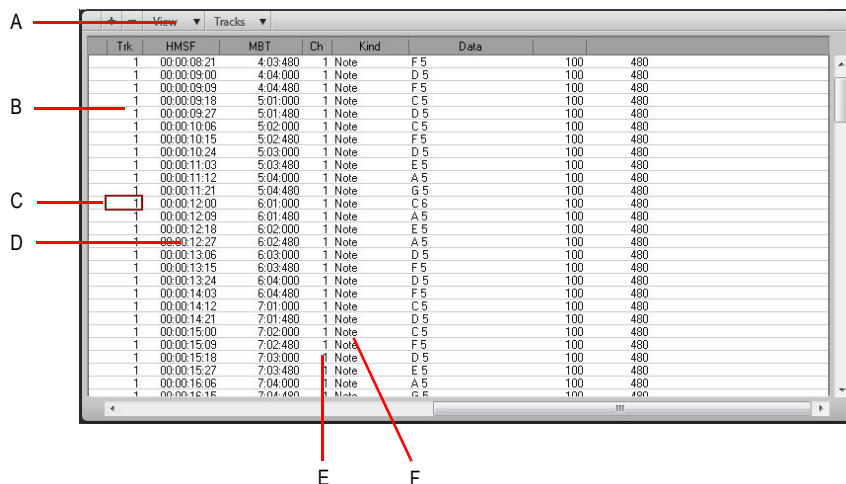 A
+ - View ▼ Tracks ▼
Trk HMSF MBT Ch Kind Data
1 00:00:08:21 4:03:480 1 Note F 5 100 480
1 00:00:09:00 4:04:000 1 Note D 5 100 480
1 00:00:09:09 4:04:480 1 Note F 5 100 480
1 00:00:09:18 5:01:000 1 Note C 5 100 480
B
1 00:00:09:27 5:01:480 1 Note D 5 100 480
1 00:00:10:06 5:02:000 1 Note C 5 100 480
1 00:00:10:15 5:02:480 1 Note F 5 100 480
1 00:00:10:24 5:03:000 1 Note D 5 100 480
1 00:00:11:03 5:03:480 1 Note E 5 100 480
1 00:00:11:12 5:04:000 1 Note A 5 100 480
1 00:00:11:21 5:04:480 1 Note G 5 100 480
C
1 00:00:12:00 6:01:000 1 Note C 6 100 480
1 00:00:12:09 6:01:480 1 Note A 5 100 480
1 00:00:12:18 6:02:000 1 Note E 5 100 480
D
1 00:00:12:27 6:02:480 1 Note A 5 100 480
1 00:00:13:06 6:03:000 1 Note D 5 100 480
1 00:00:13:15 6:03:480 1 Note F 5 100 480
1 00:00:13:24 6:04:000 1 Note D 5 100 480
1 00:00:14:03 6:04:480 1 Note F 5 100 480
1 00:00:14:12 7:01:000 1 Note C 5 100 480
1 00:00:14:21 7:01:480 1 Note D 5 100 480
1 00:00:15:00 7:02:000 1 Note C 5 100 480
1 00:00:15:09 7:02:480 1 Note F 5 100 480
1 00:00:15:18 7:03:000 1 Note D 5 100 480
1 00:00:15:27 7:03:480 1 Note E 5 100 480
1 00:00:16:06 7:04:000 1 Note A 5 100 480
1 00:00:16:15 7:04:480 1 Note G 5 100 480
E F